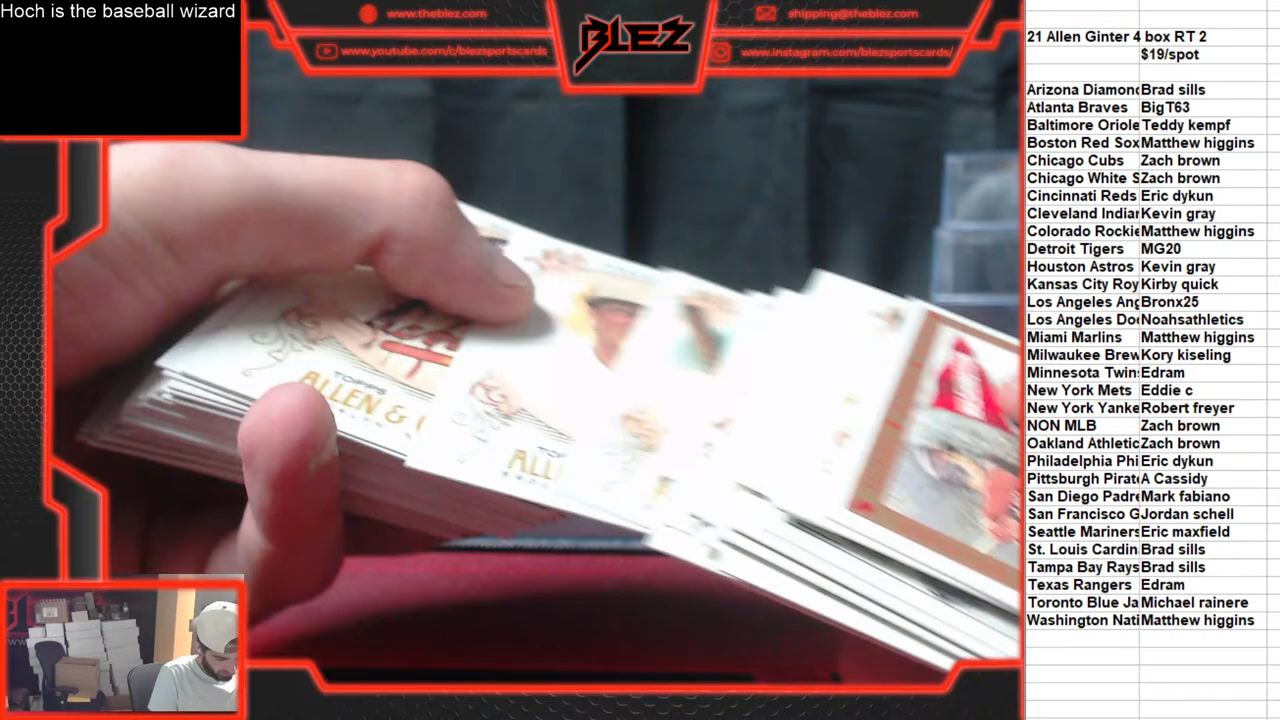 Hoch is the baseball wizard
www.theblez.com
shipping@theblez.com
www.youtube.com/c/blezsportscards
www.instagram.com/blezsportscards/
BLEZ
21 Allen Ginter 4 box RT 2
$19/spot
Arizona Diamond Brad sills
Atlanta Braves BigT63
Baltimore Oriole Teddy kempf
Boston Red Sox Matthew higgins
Chicago Cubs Zach brown
Chicago White S Zach brown
Cincinnati Reds Eric dykun
Cleveland Indian Kevin gray
Colorado Rockie Matthew higgins
Detroit Tigers MG20
Houston Astros Kevin gray
Kansas City Roy Kirby quick
Los Angeles Ang Bronx25
Los Angeles Dod Noahsathletics
Miami Marlins Matthew higgins
Milwaukee Brew Kory kiseling
Minnesota Twins Edram
New York Mets Eddie c
New York Yanke Robert freyer
NON MLB Zach brown
Oakland Athletic Zach brown
Philadelphia Phi Eric dykun
Pittsburgh Pirate A Cassidy
San Diego Padre Mark fabiano
San Francisco G Jordan schell
Seattle Mariners Eric maxfield
St. Louis Cardin Brad sills
Tampa Bay Rays Brad sills
Texas Rangers Edram
Toronto Blue Ja Michael rainere
Washington Nati Matthew higgins
TOPPS
ALLEN &
ALL